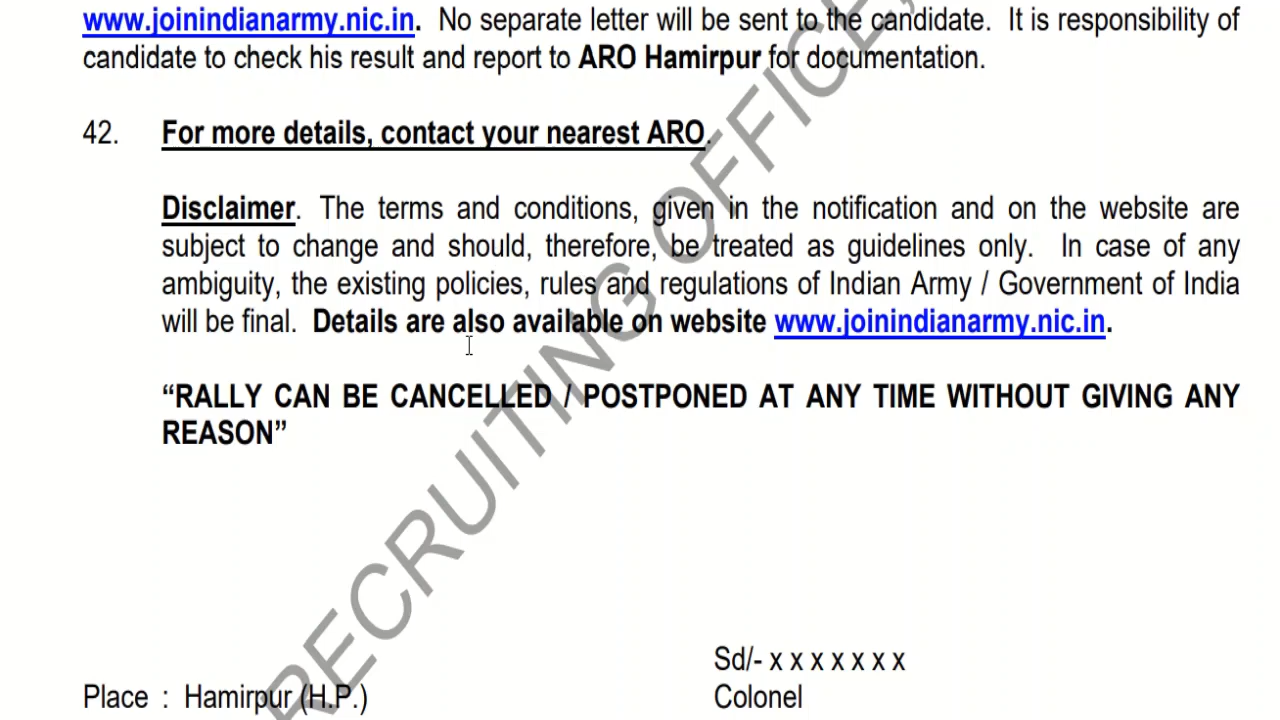 www.joinindianarmy.nic.in. No separate letter will be sent to the candidate. It is responsibility of
candidate to check his result and report to ARO Hamirpur for documentation.
42. For more details, contact your nearest ARO.
Disclaimer. The terms and conditions, given in the notification and on the website are
subject to change and should, therefore, be treated as guidelines only. In case of any
ambiguity, the existing policies, rules and regulations of Indian Army / Government of India
will be final. Details are also available on website www.joinindianarmy.nic.in.
“RALLY CAN BE CANCELLED / POSTPONED AT ANY TIME WITHOUT GIVING ANY
REASON”
RECRUITING OFFICE,
Sd/- x x x x x x x
Place : Hamirpur (H.P.) Colonel